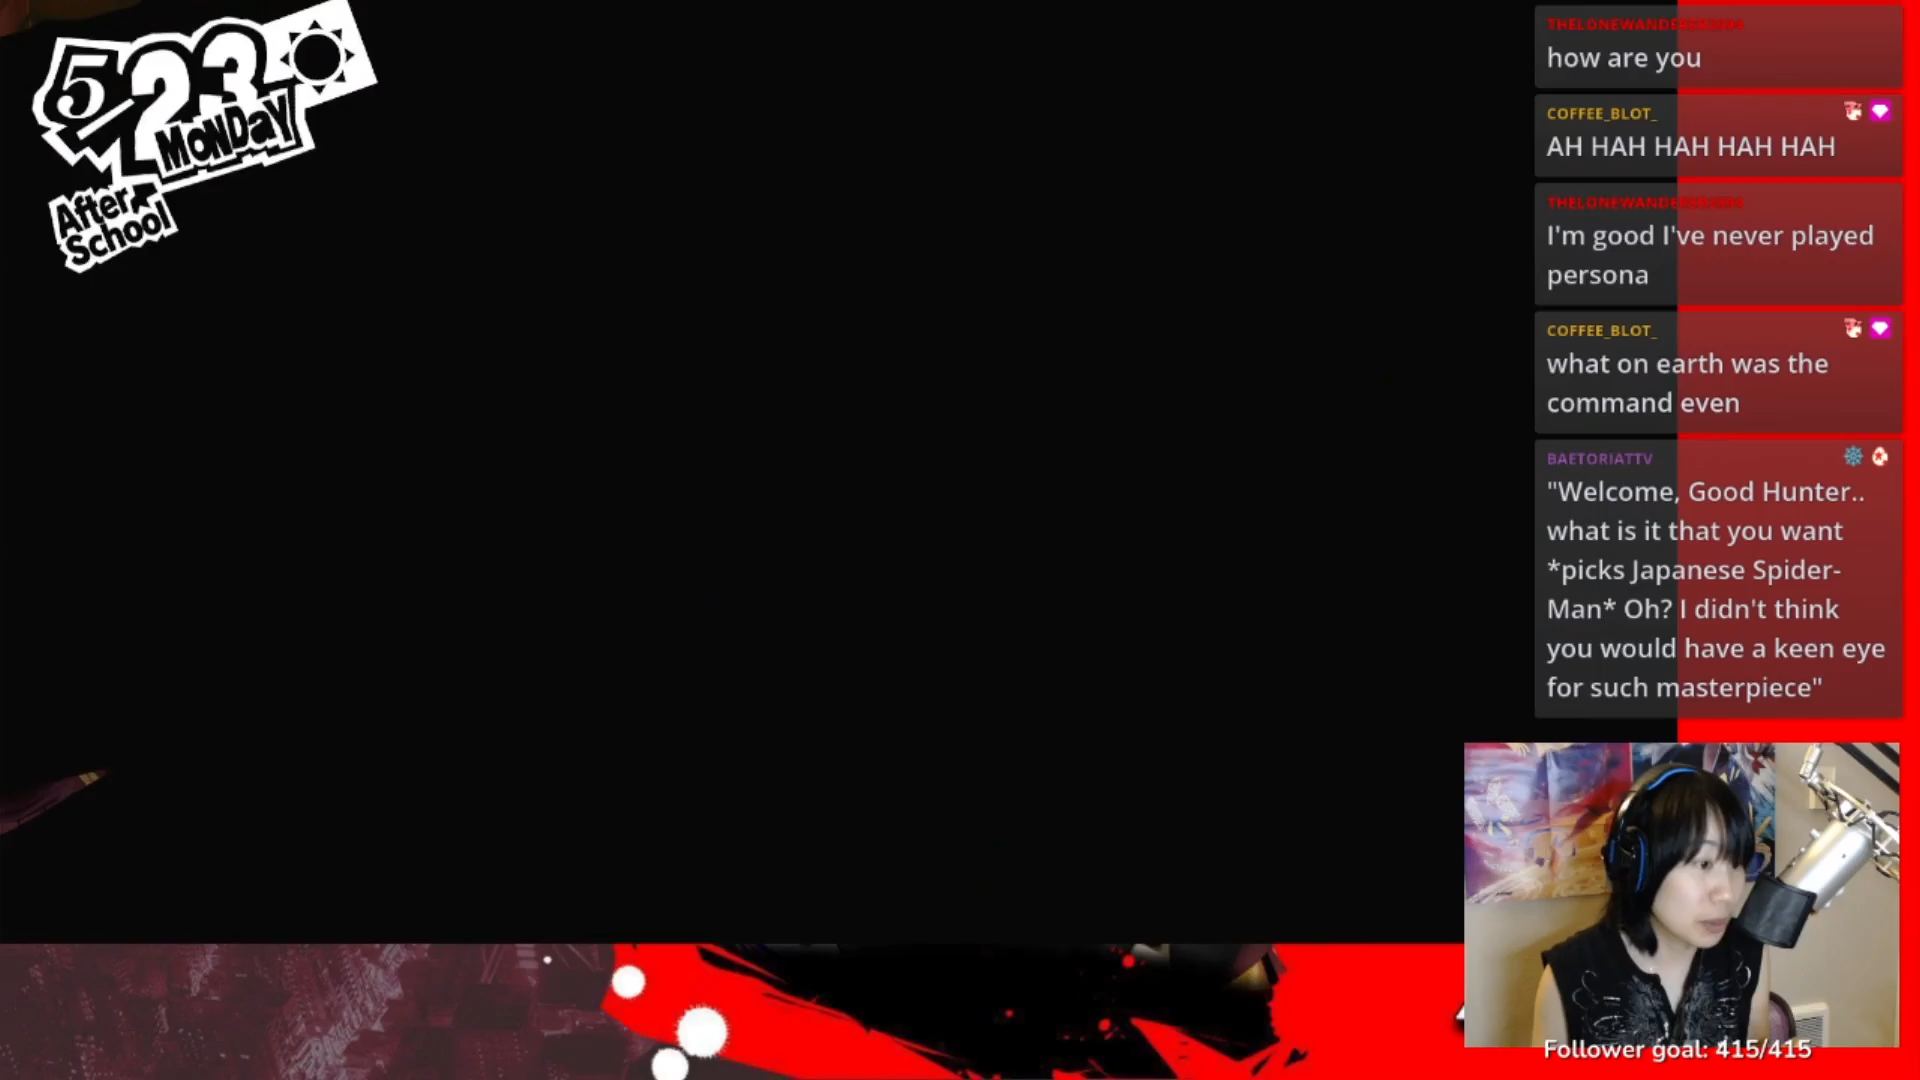 5/23
Monday
After
School
how are you
COFFEE_BLOT_
AH HAH HAH HAH HAH
I'm good I've never played
persona
COFFEE_BLOT_
what on earth was the
command even
BAETORIATTV
"Welcome, Good Hunter..
what is it that you want
*picks Japanese Spider-
Man* Oh? I didn't think
you would have a keen eye
for such masterpiece"
Follower goal: 415/415